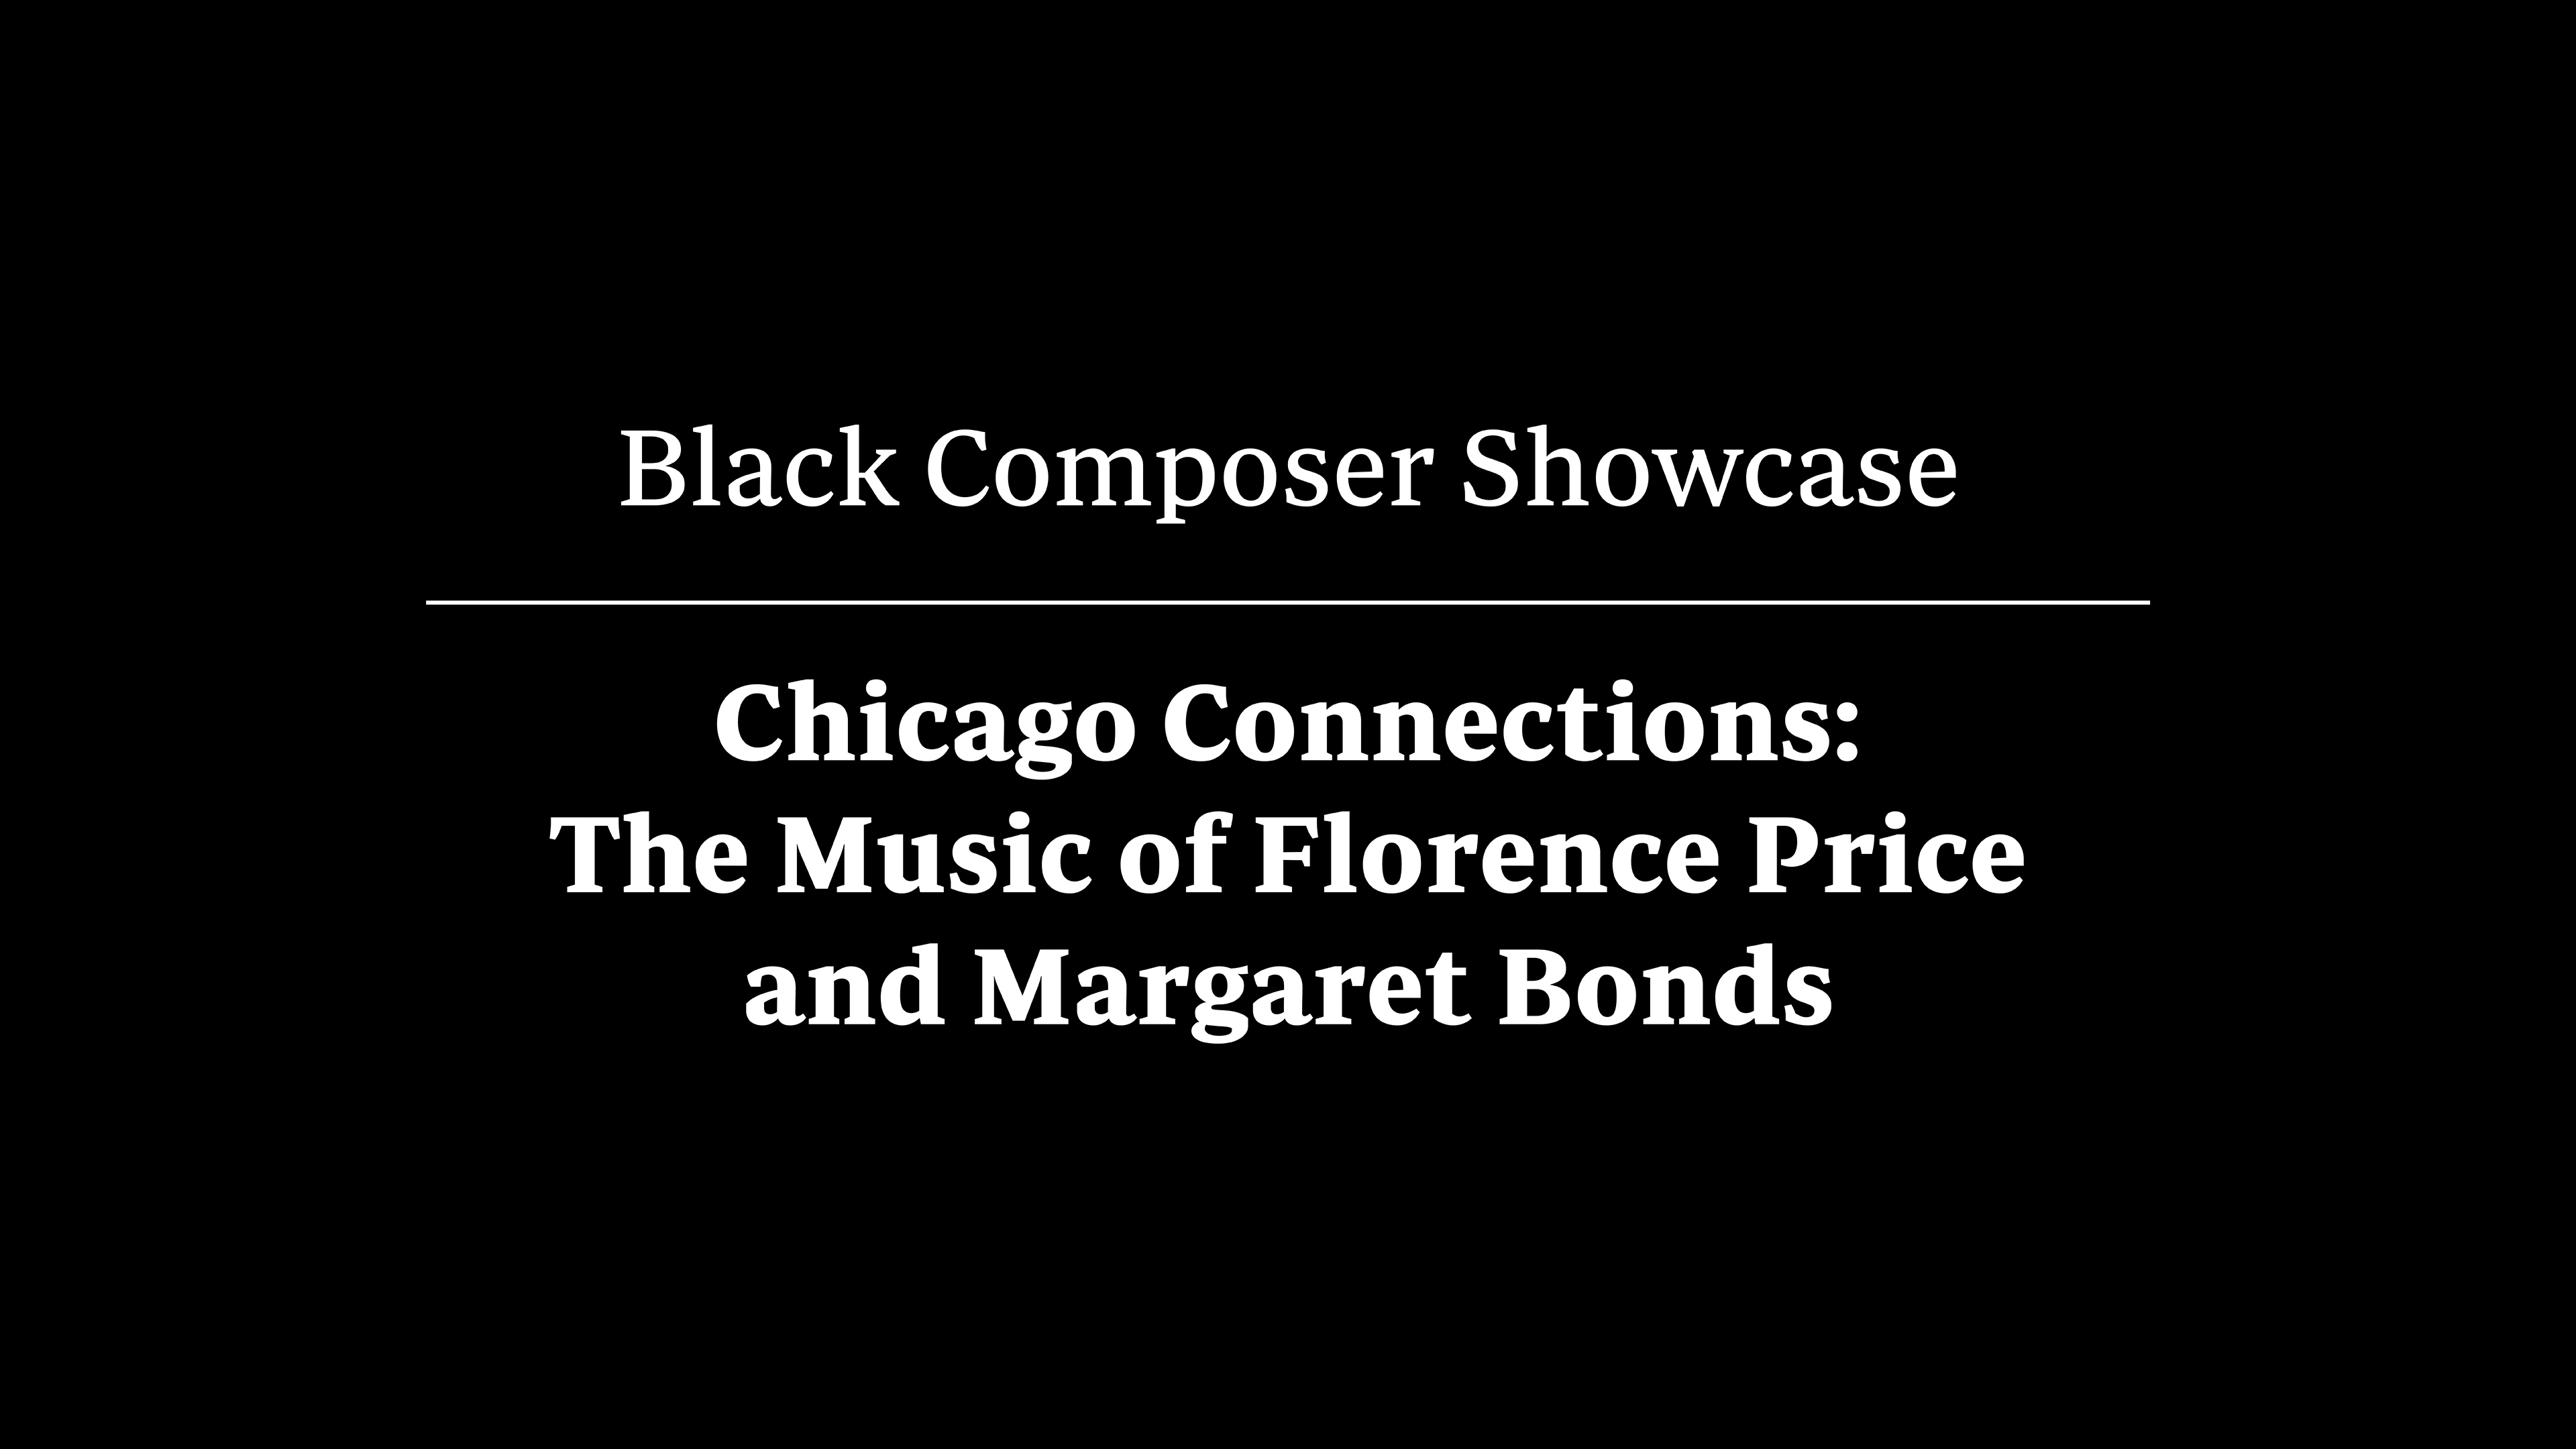 Black Composer Showcase
Chicago Connections:
The Music of Florence Price
and Margaret Bonds